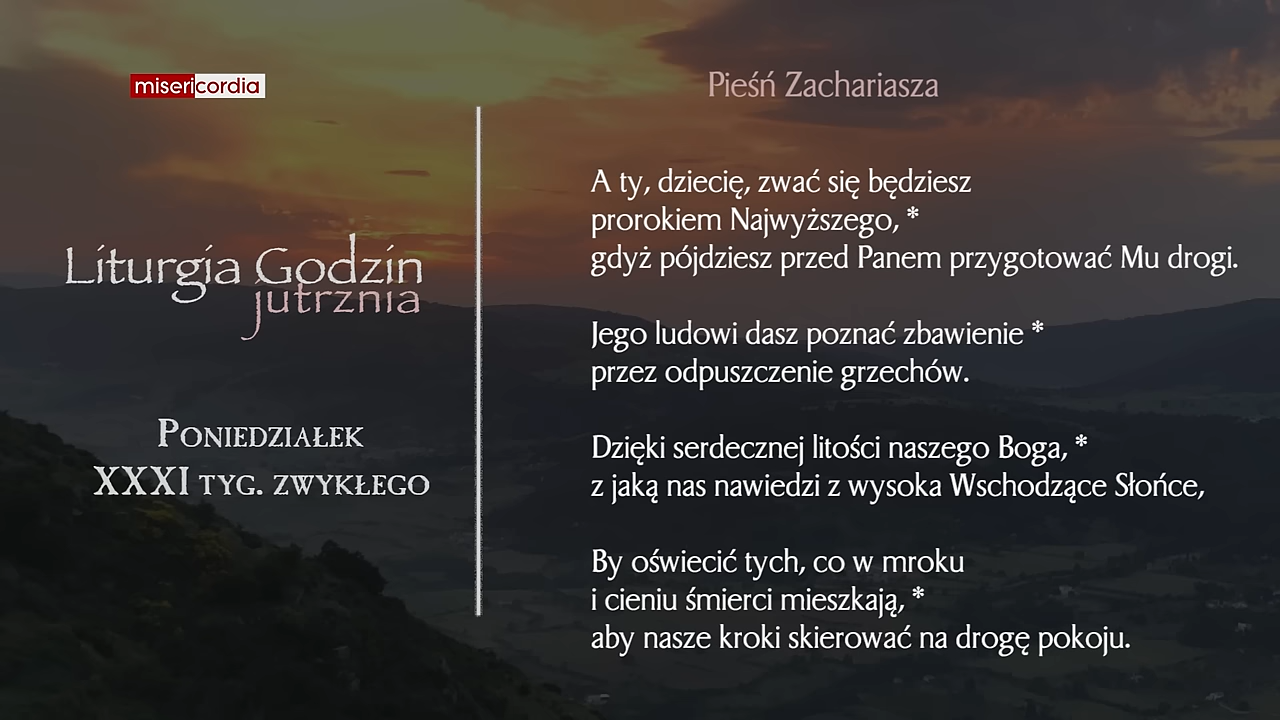 misericordia
Liturgia Godzin
jutrznia
Poniedziałek
XXXI tyg. zwykłego
Pieśń Zachariasza
A ty, dziecię, zwać się będziesz
prorokiem Najwyższego, *
gdyż pójdziesz przed Panem przygotować Mu drogi.
Jego ludowi dasz poznać zbawienie *
przez odpuszczenie grzechów.
Dzięki serdecznej litości naszego Boga, *
z jaką nas nawiedzi z wysoka Wschodzące Słońce,
By oświecić tych, co w mroku
i cieniu śmierci mieszkają, *
aby nasze kroki skierować na drogę pokoju.